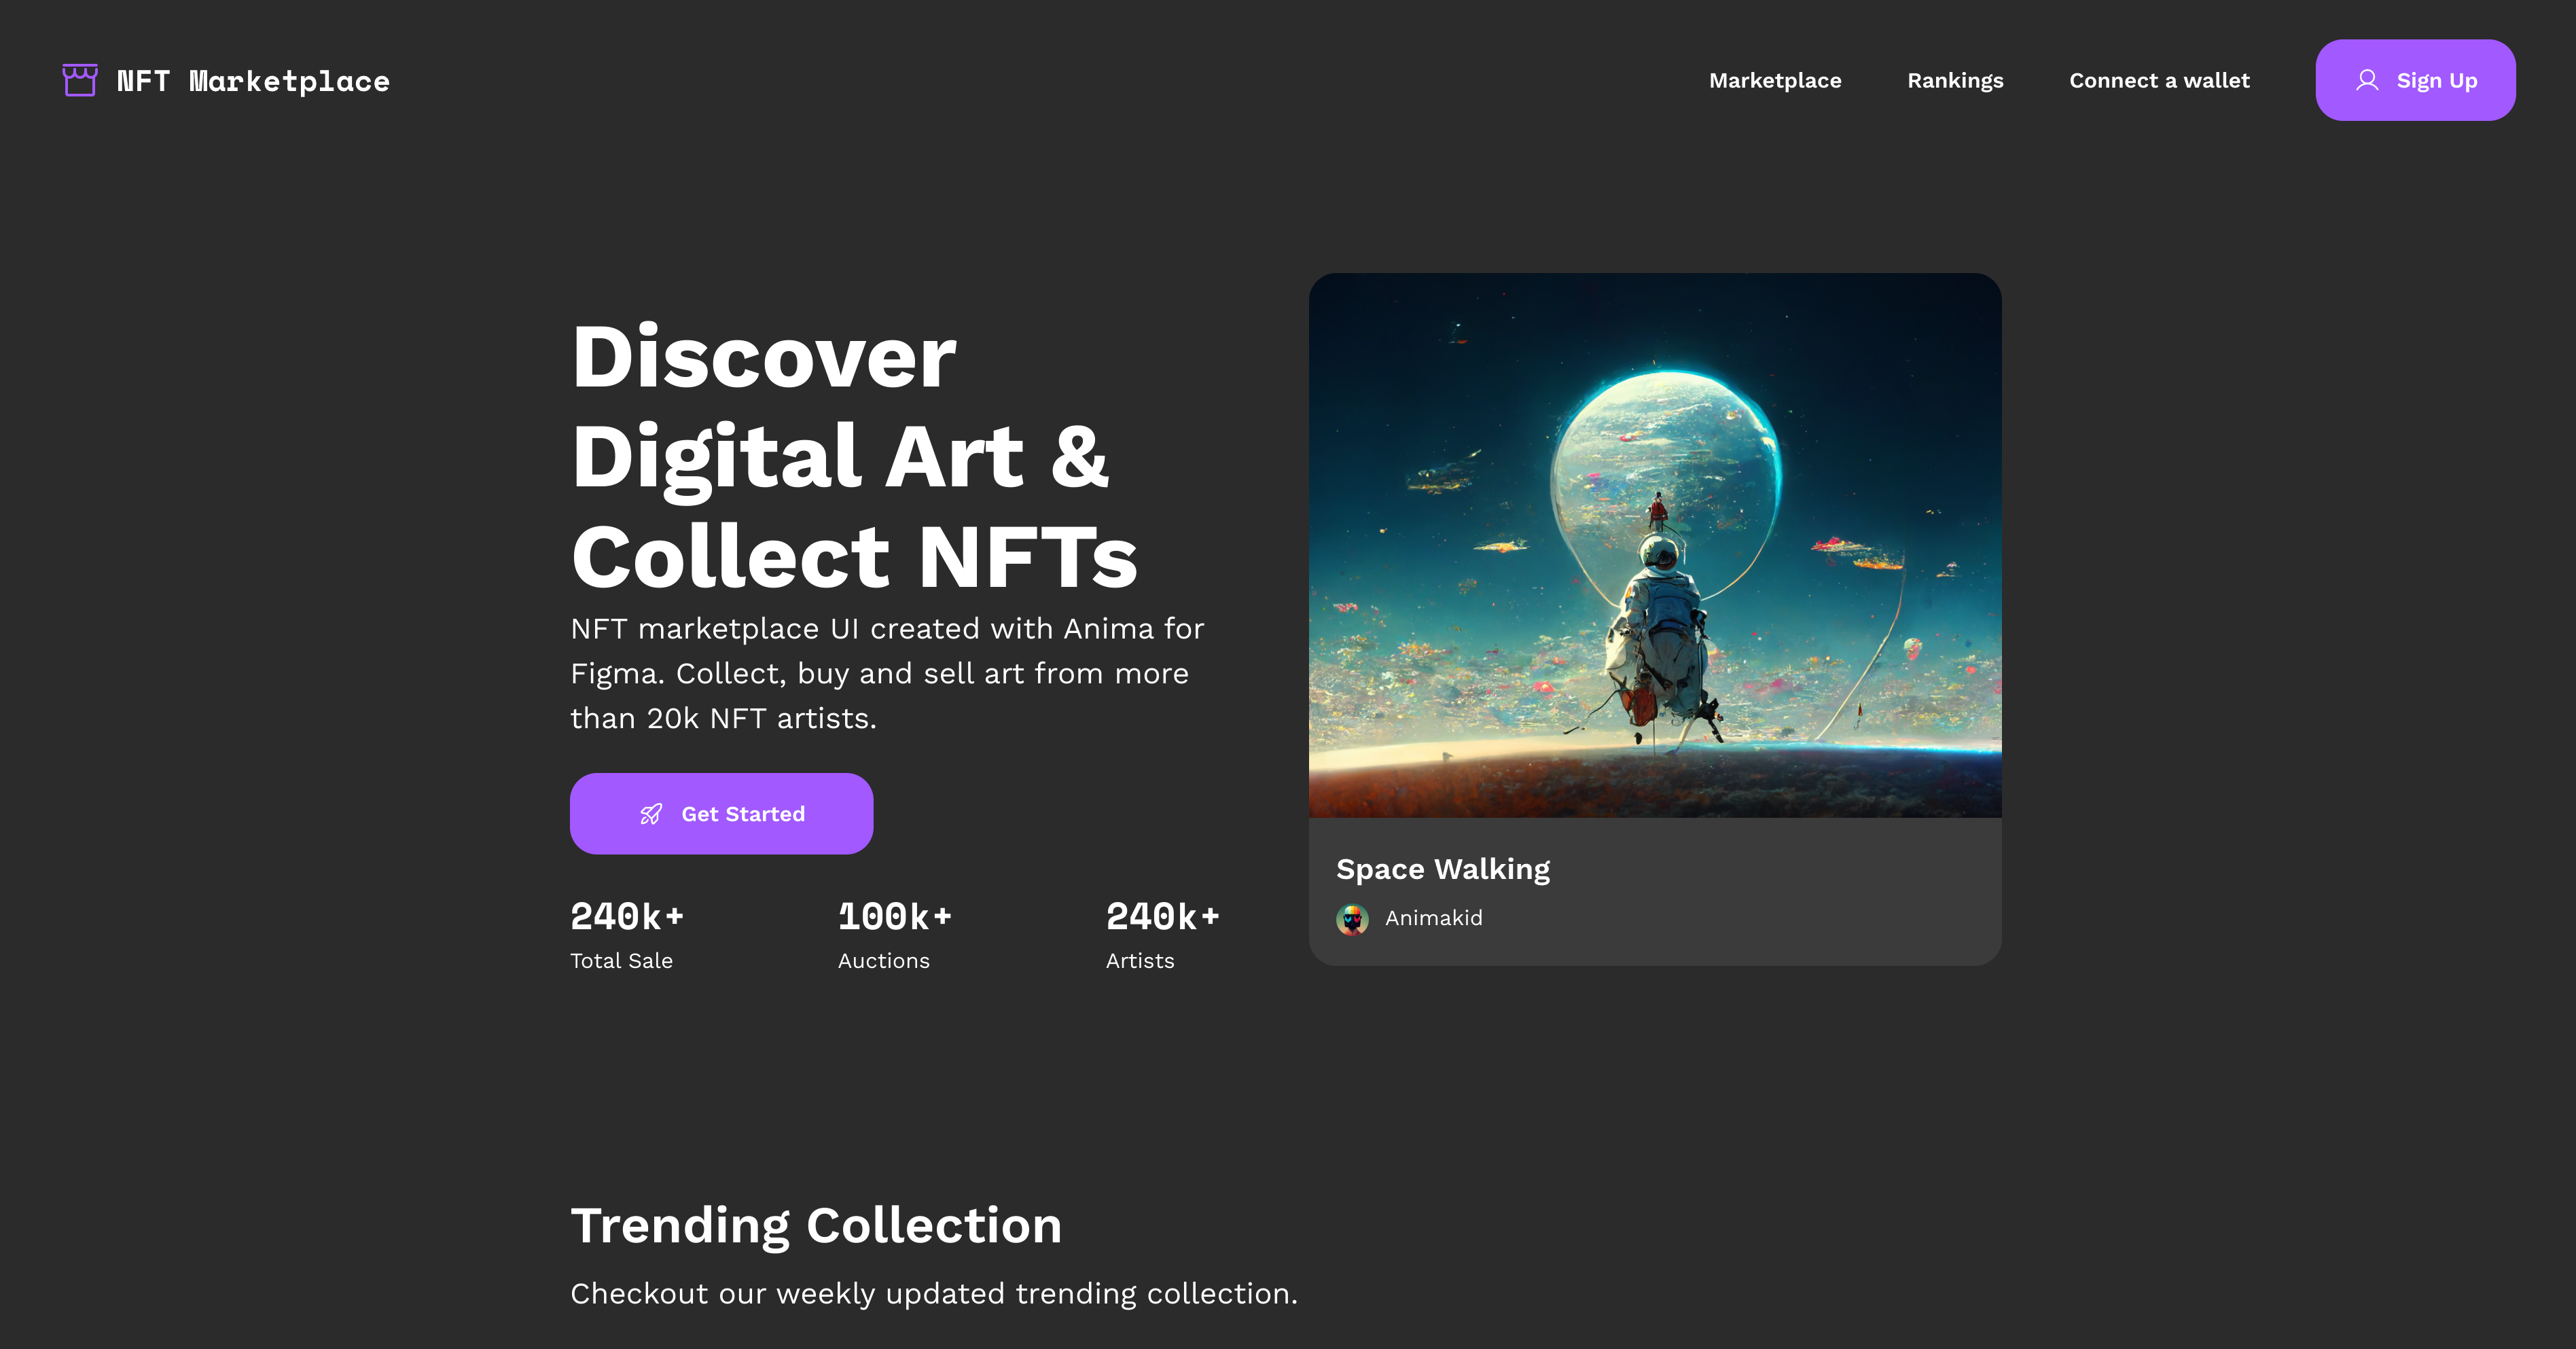 NFT Marketplace
Marketplace
Rankings
Connect a wallet
Sign Up
Discover
Digital Art &
Collect NFTs
NFT marketplace UI created with Anima for
Figma. Collect, buy and sell art from more
than 20k NFT artists.
Get Started
240k+
Total Sale
100k+
Auctions
240k+
Artists
Space Walking
Animakid
Trending Collection
Checkout our weekly updated trending collection.